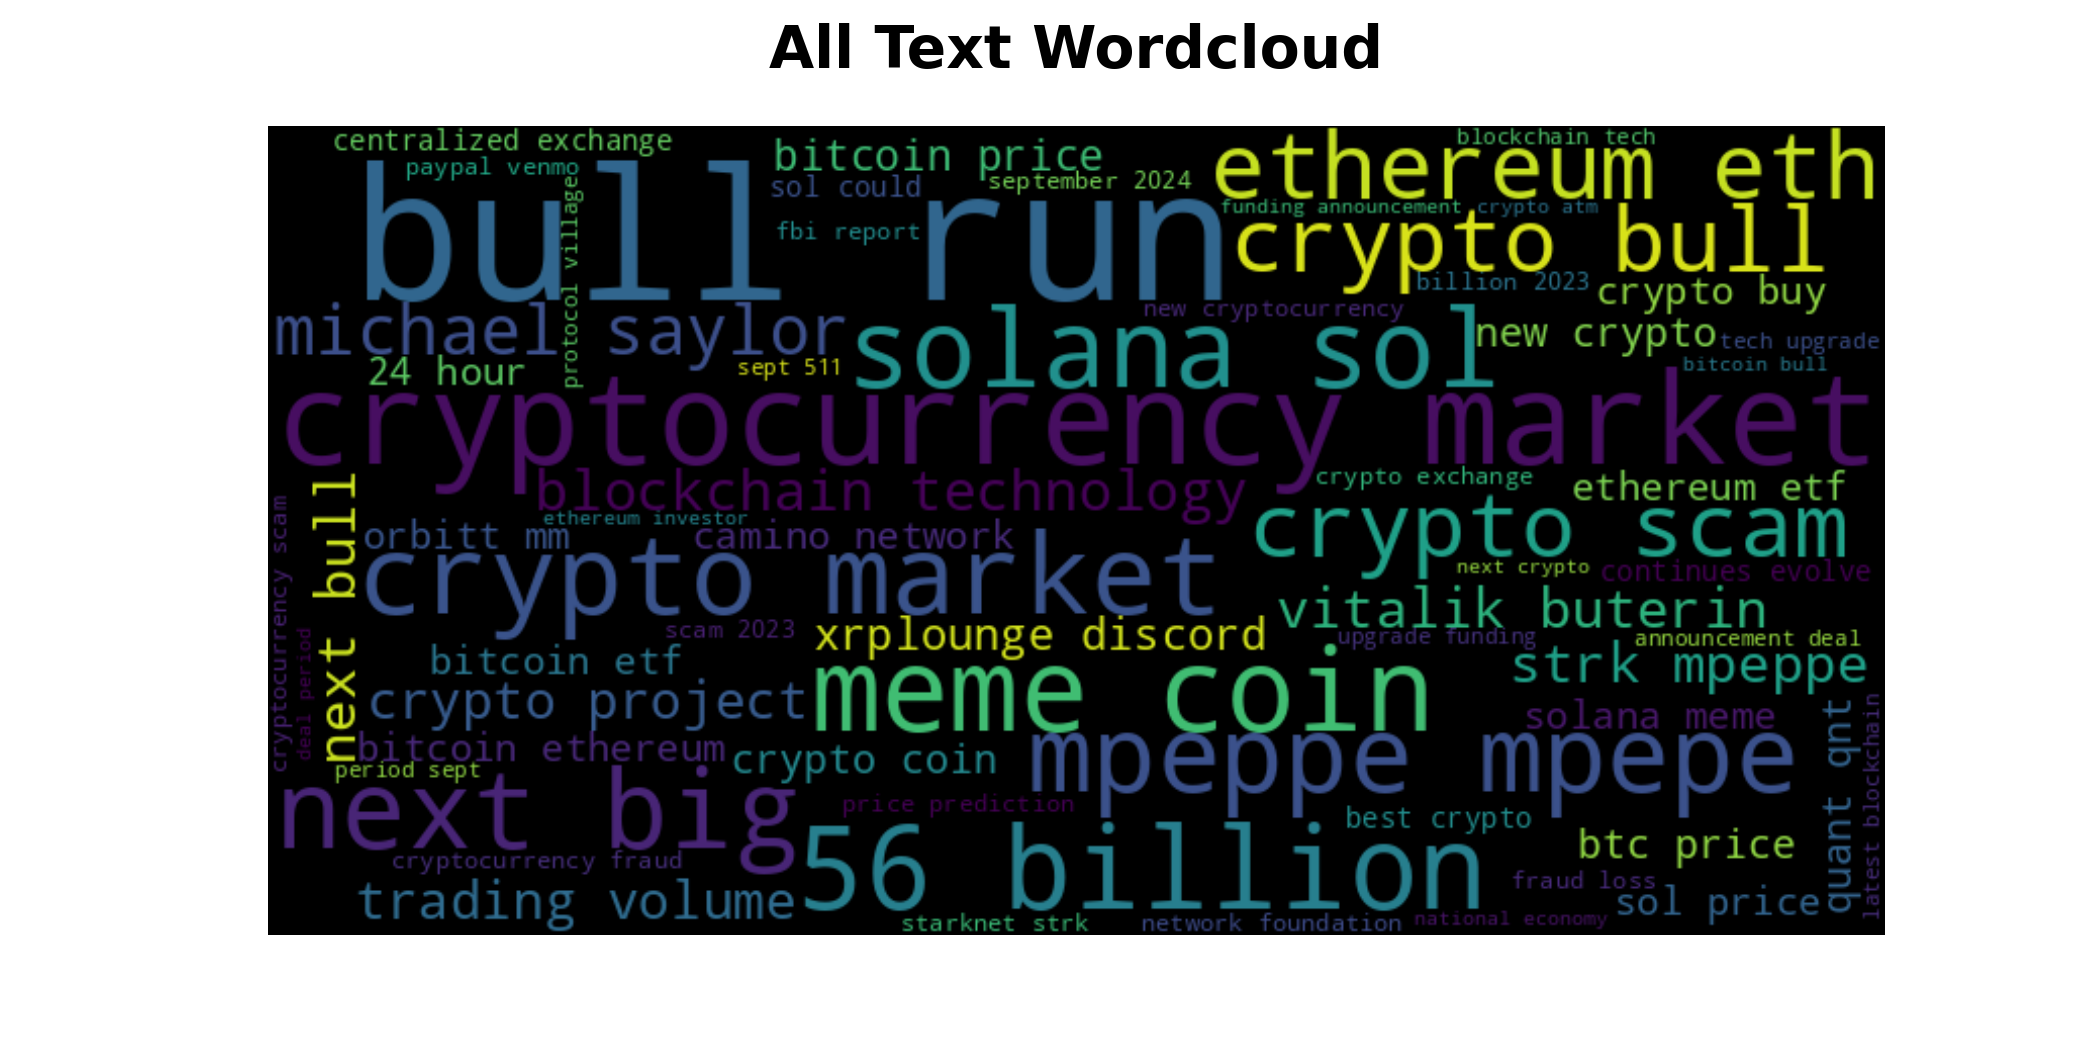 All Text Wordcloud
centralized exchange
bitcoin price
blockchain tech
ethereum eth
paypal venmo
sol could
september 2024
bull run
protocol village
fbi report
funding announcement
crypto atm
crypto bull
billion 2023
crypto buy
michael saylor
new cryptocurrency
solana sol
new crypto
tech upgrade
24 hour
sept 511
bitcoin bull
cryptocurrency market
blockchain technology
crypto exchange
ethereum etf
cryptocurrency scam
next bull
orbitt mm
ethereum investor
camino network
crypto scam
crypto market
next crypto
continues evolve
vitalik buterin
deal period
scam 2023
xrplounge discord
upgrade funding
announcement deal
bitcoin etf
strk mpeppe
crypto project
meme coin
solana meme
quant qnt
latest blockchain
bitcoin ethereum
crypto coin
mpeppe mpepe
period sept
next big
price prediction
best crypto
56 billion
btc price
cryptocurrency fraud
trading volume
fraud loss
sol price
starknet strk
network foundation
national economy